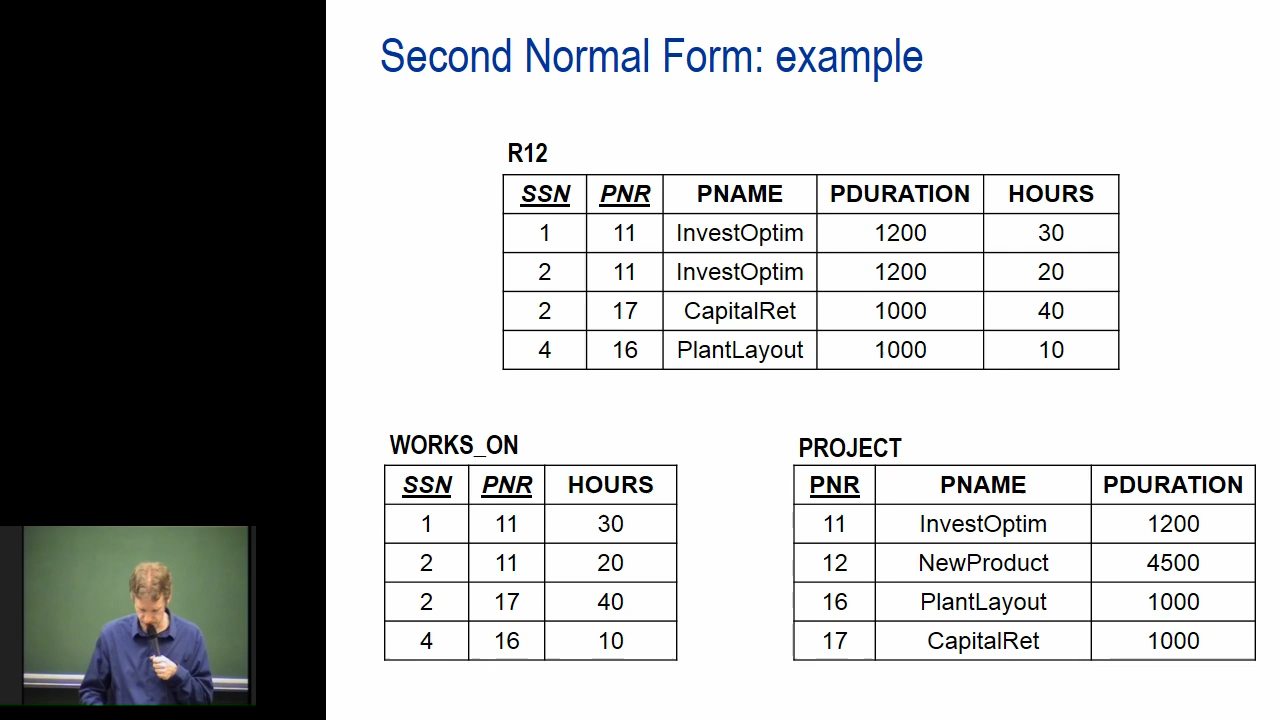 Second Normal Form: example
R12
SSN PNR PNAME PDURATION HOURS
1 11 InvestOptim 1200 30
2 11 InvestOptim 1200 20
2 17 CapitalRet 1000 40
4 16 PlantLayout 1000 10
WORKS_ON
SSN PNR HOURS
1 11 30
2 11 20
2 17 40
4 16 10
PROJECT
PNR PNAME PDURATION
11 InvestOptim 1200
12 NewProduct 4500
16 PlantLayout 1000
17 CapitalRet 1000